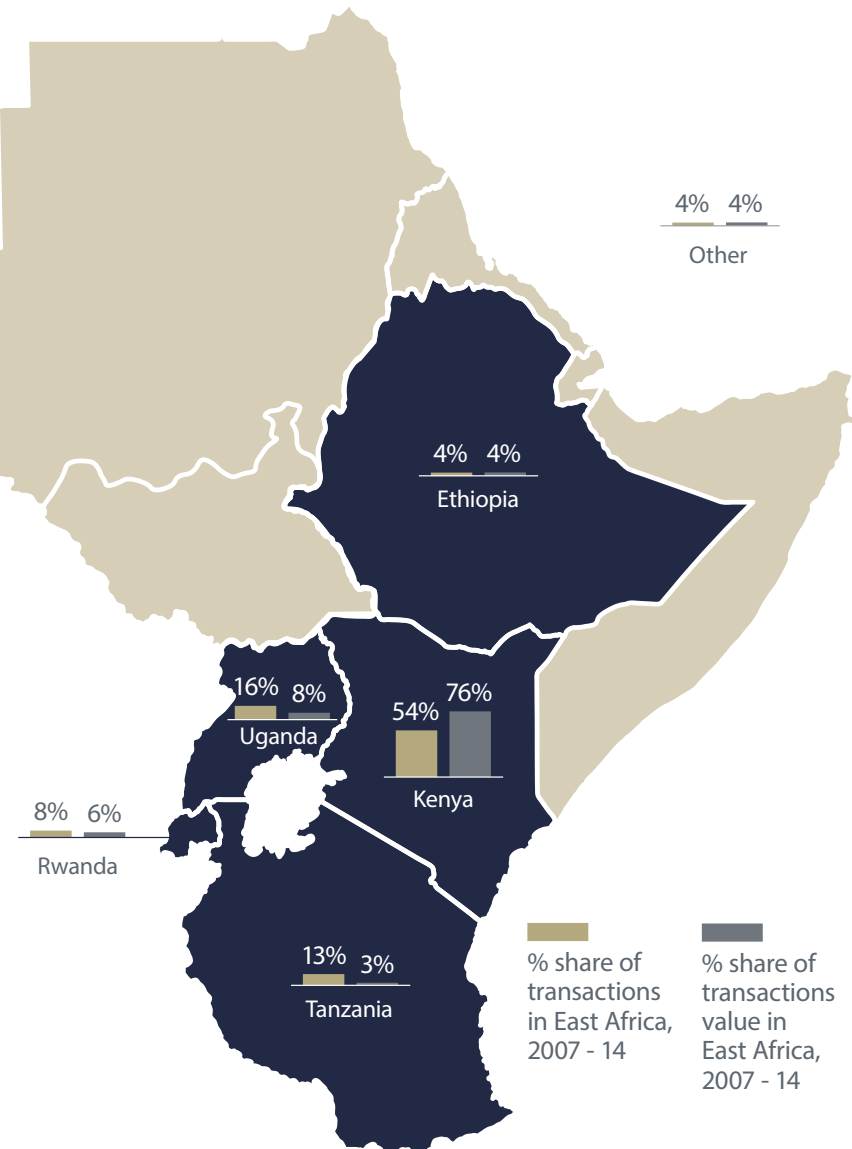 4% 4%
Other
4% 4%
Ethiopia
16% 8%
Uganda
54% 76%
Kenya
8% 6%
Rwanda
13% 3%
Tanzania
% share of
transactions
in East Africa,
2007 - 14
% share of
transactions
value in
East Africa,
2007 - 14